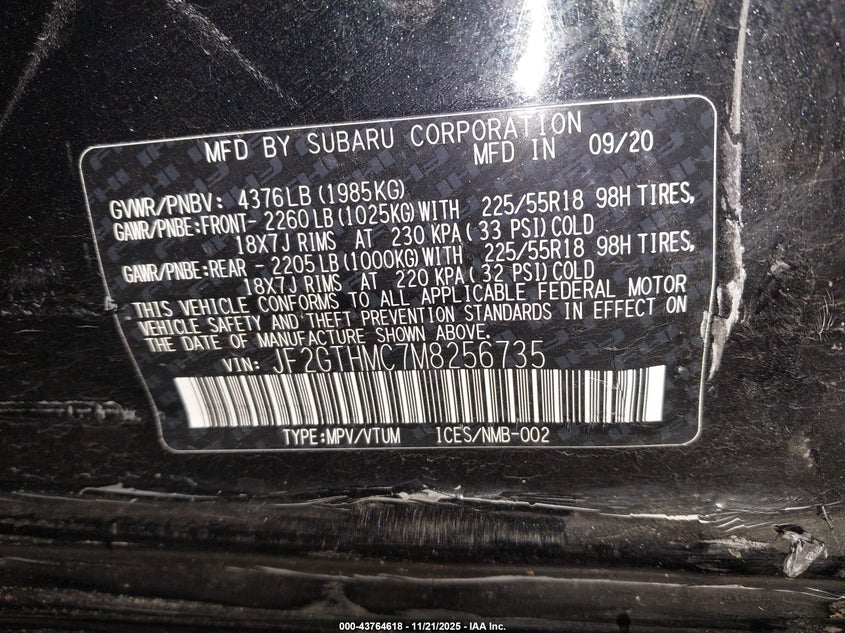 MFD BY SUBARU CORPORATION
MFD IN 09/20
GVWR/PNBV: 4376LB (1985KG)
GAWR/PNBE:FRONT- 2260LB (1025KG) WITH 225/55R18 98H TIRES,
18X7J RIMS AT 230 KPA( 33 PSI) COLD
GAWR/PNBE:REAR - 2205LB (1000KG) WITH 225/55R18 98H TIRES,
18X7J RIMS AT 220 KPA( 32 PSI) COLD
THIS VEHICLE CONFORMS TO ALL APPLICABLE FEDERAL MOTOR
VEHICLE SAFETY AND THEFT PREVENTION STANDARDS IN EFFECT ON
THE DATE OF MANUFACTURE SHOWN ABOVE.
VIN: JF2GTHMC7M8256735
TYPE:MPV/VTUM ICES/NMB-002
000-43764618 - 11/21/2025 - IAA Inc.